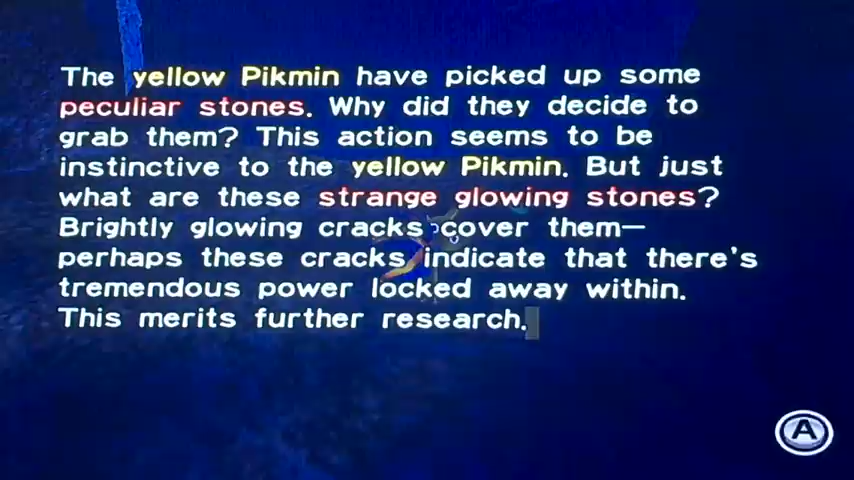 The yellow Pikmin have picked up some
peculiar stones. Why did they decide to
grab them? This action seems to be
instinctive to the yellow Pikmin. But just
what are these strange glowing stones?
Brightly glowing cracks cover them—
perhaps these cracks indicate that there's
tremendous power locked away within.
This merits further research.
A